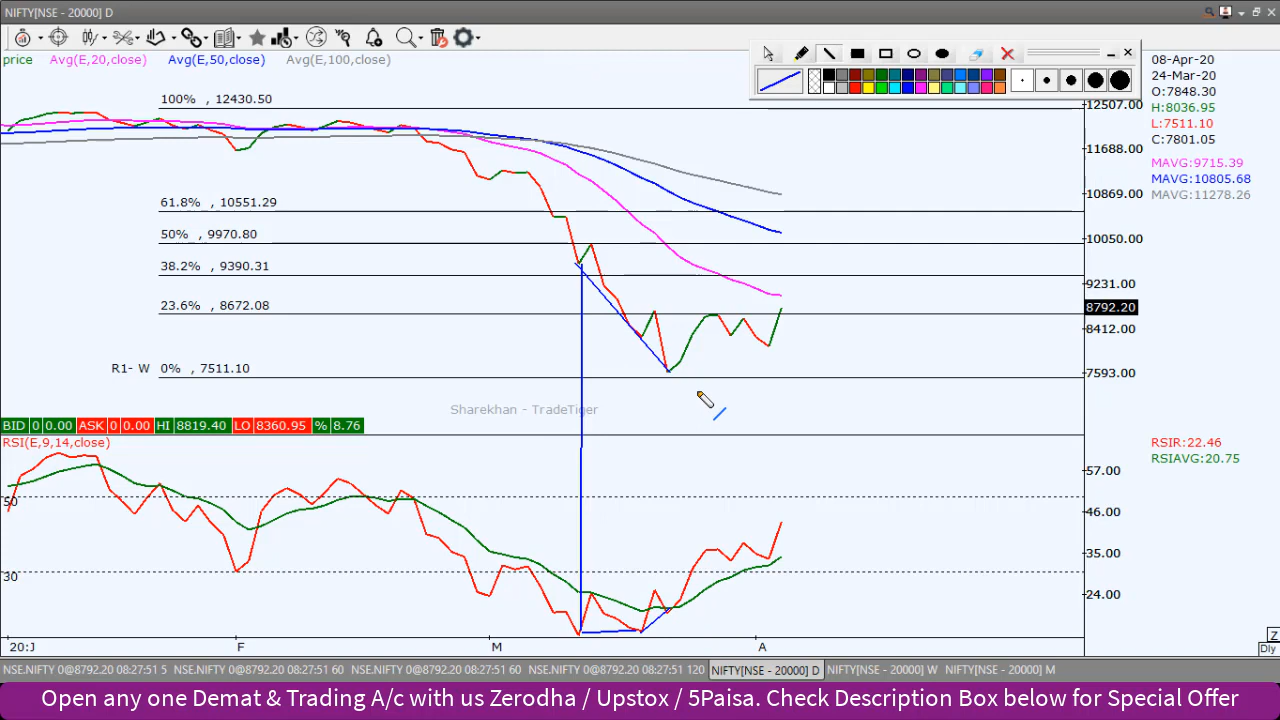 NIFTY[NSE - 20000] D
price Avg(E,20,close) Avg(E,50,close) Avg(E,100,close)
08-Apr-20
24-Mar-20
O:7848.30
H:8036.95
L:7511.10
C:7801.05
MAVG:9715.39
MAVG:10805.68
MAVG:11278.26
100% , 12430.50
61.8% , 10551.29
50% , 9970.80
38.2% , 9390.31
23.6% , 8672.08
R1- W 0% , 7511.10
12507.00
11688.00
10869.00
10050.00
9231.00
8792.20
8412.00
7593.00
Sharekhan - TradeTiger
BID 0 0.00 ASK 0 0.00 HI 8819.40 LO 8360.95 % 8.76
RSI(E,9,14,close)
RSIR:22.46
RSIAVG:20.75
57.00
50
46.00
35.00
30
24.00
20:J F M A
Z
Dly
NSE.NIFTY 0@8792.20 08:27:51 5 NSE.NIFTY 0@8792.20 08:27:51 60 NSE.NIFTY 0@8792.20 08:27:51 60 NSE.NIFTY 0@8792.20 08:27:51 120 NIFTY[NSE - 20000] D NIFTY[NSE - 20000] W NIFTY[NSE - 20000] M
Open any one Demat & Trading A/c with us Zerodha / Upstox / 5Paisa. Check Description Box below for Special Offer